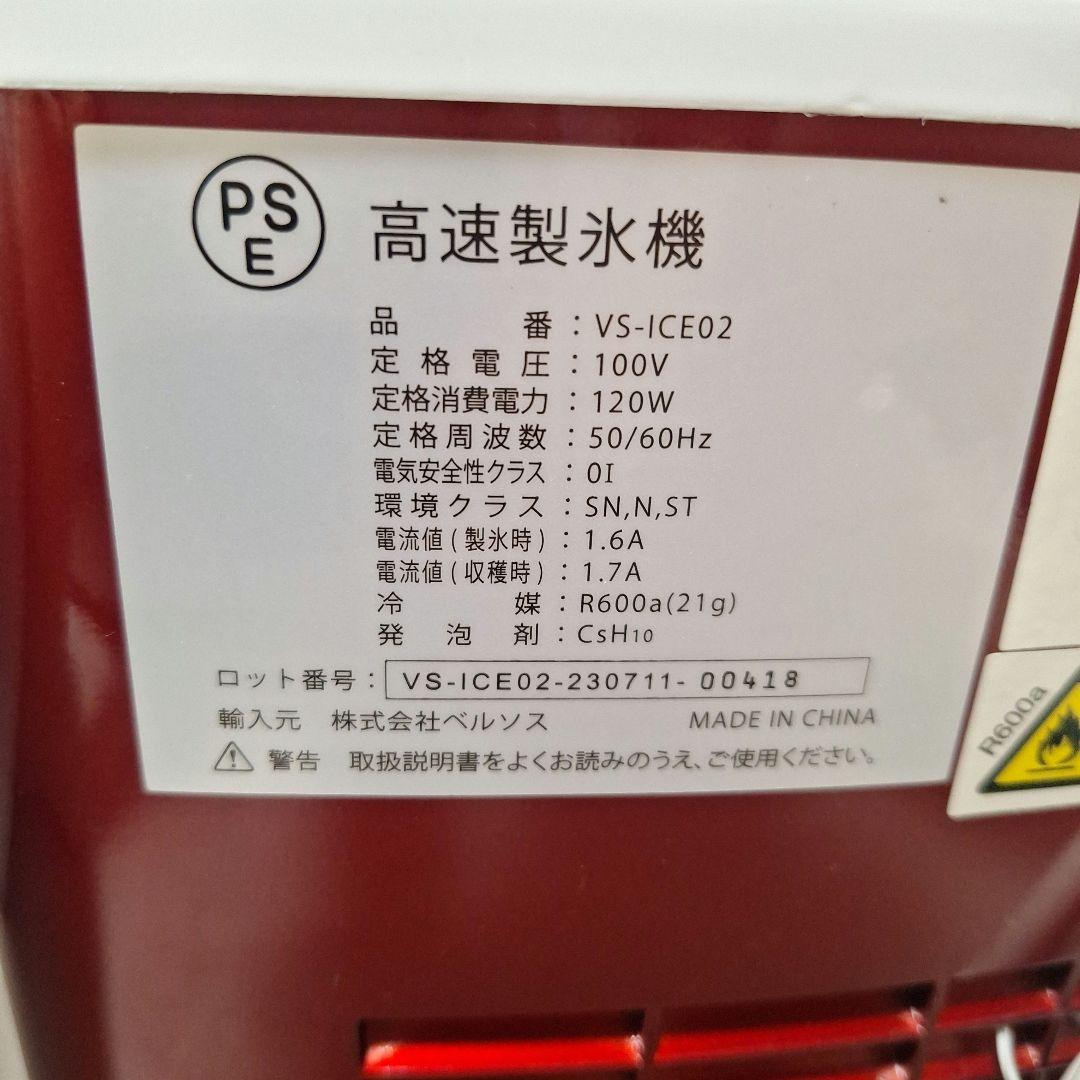 PSE
高速製氷機
品番：VS-ICE02
定格電圧：100V
定格消費電力：120W
定格周波数：50/60Hz
電気安全性クラス：0I
環境クラス：SN,N,ST
電流値(製氷時)：1.6A
電流値(収穫時)：1.7A
冷媒：R600a(21g)
発泡剤：CsH10
ロット番号：VS-ICE02-230711-00418
輸入元 株式会社ベルソス MADE IN CHINA
警告 取扱説明書をよくお読みのうえ、ご使用ください。
R600a